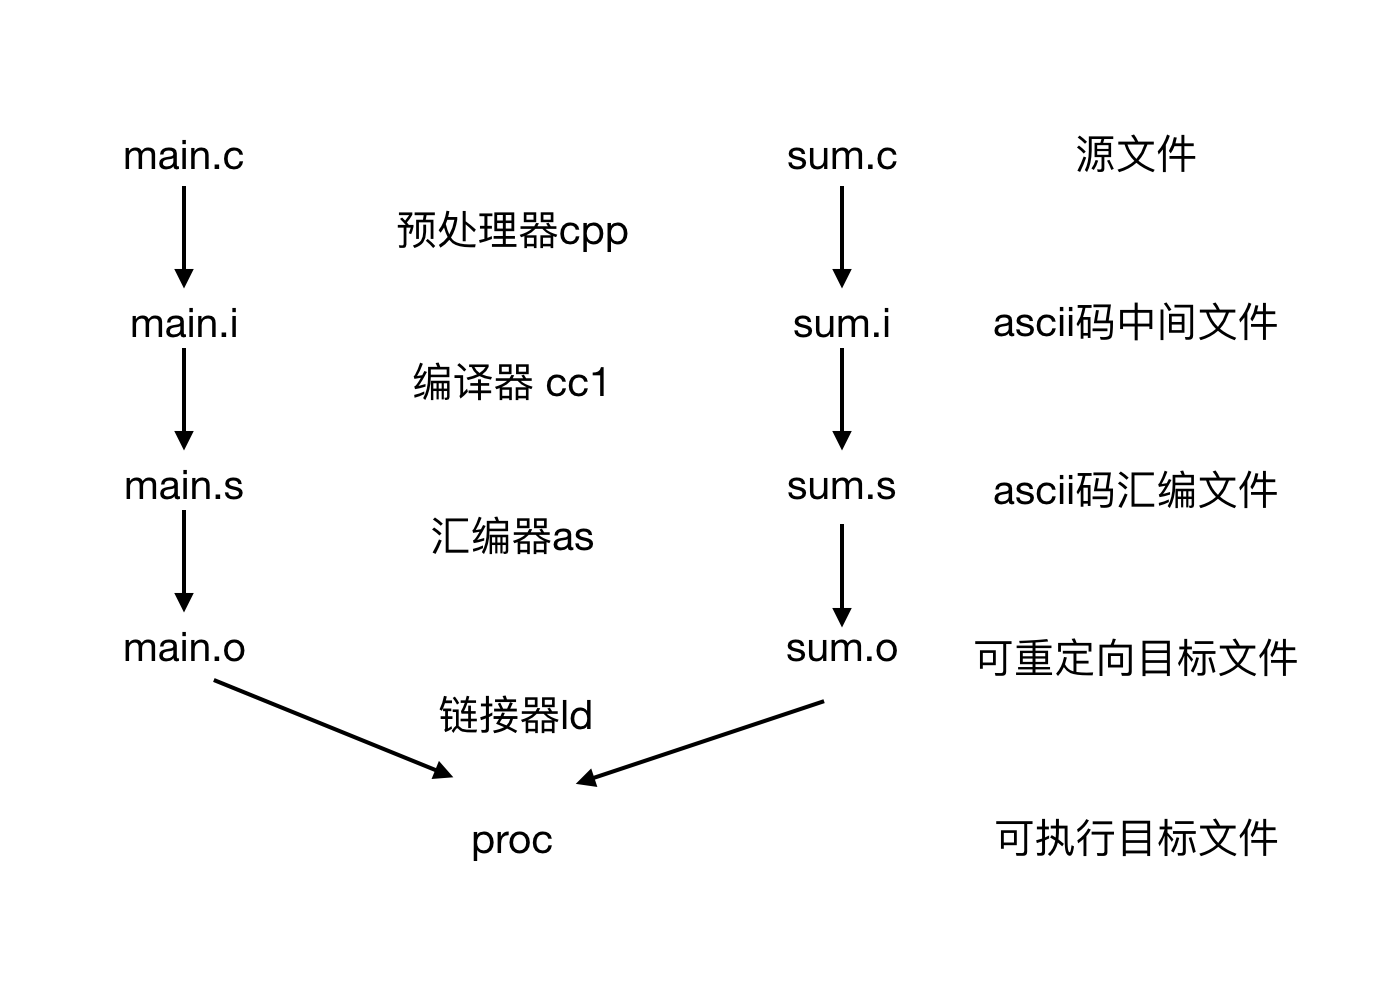 main.c
sum.c
源文件
预处理器cpp
main.i
sum.i
ascii码中间文件
编译器 cc1
main.s
sum.s
ascii码汇编文件
汇编器as
main.o
sum.o
可重定向目标文件
链接器ld
proc
可执行目标文件